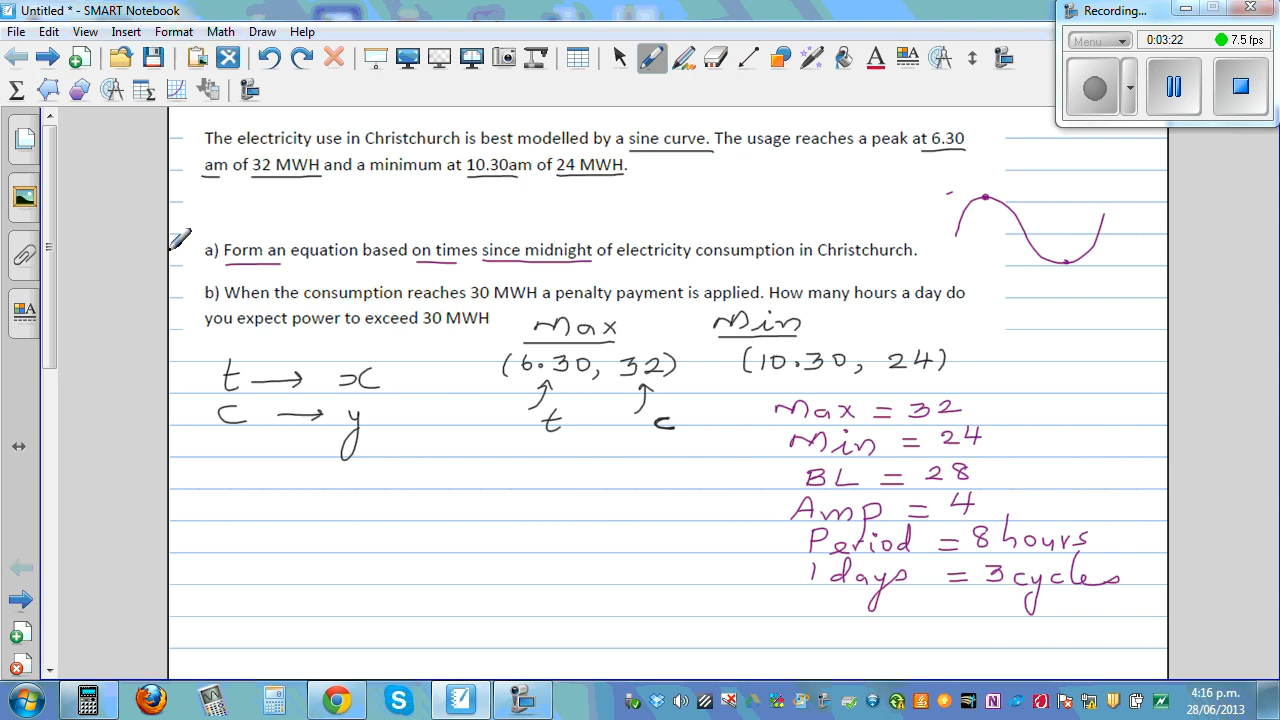 Untitled * - SMART Notebook
File Edit View Insert Format Math Draw Help
Recording...
Menu
03:22
7.5 fps
The electricity use in Christchurch is best modelled by a sine curve. The usage reaches a peak at 6.30
am of 32 MWH and a minimum at 10.30am of 24 MWH.
a) Form an equation based on times since midnight of electricity consumption in Christchurch.
b) When the consumption reaches 30 MWH a penalty payment is applied. How many hours a day do
you expect power to exceed 30 MWH
Max Min
(6.30, 32) (10.30, 24)
t → x
c → y
t c
Max = 32
Min = 24
BL = 28
Amp = 4
Period = 8 hours
1 days = 3 cycles
4:16 p.m.
28/06/2013